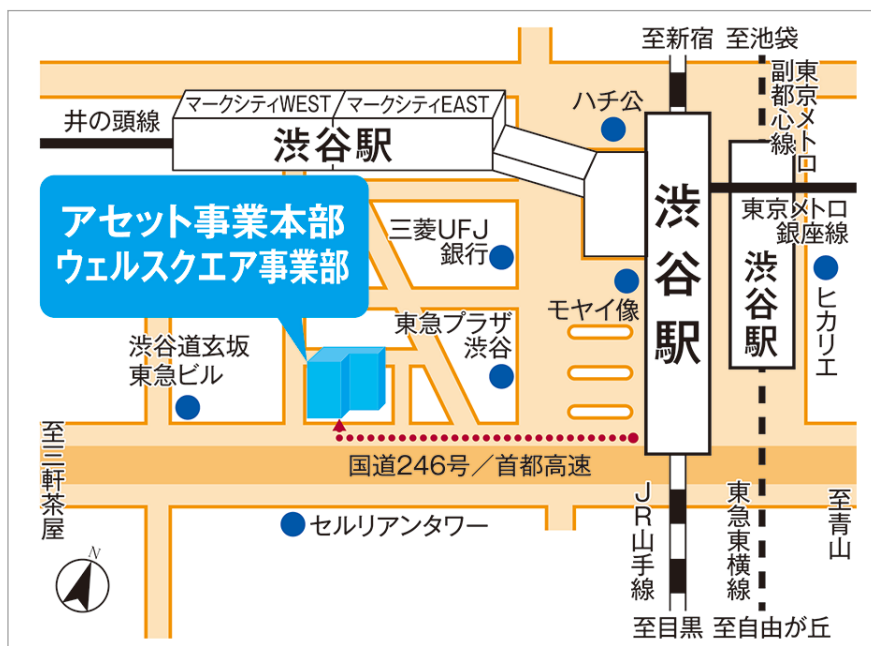 至新宿
至池袋
東京メトロ
副都心線
マークシティWEST
マークシティEAST
ハチ公
井の頭線
渋谷駅
渋谷駅
東京メトロ
銀座線
アセット事業本部
ウェルスクエア事業部
三菱UFJ
銀行
渋谷駅
ヒカリエ
モヤイ像
東急プラザ
渋谷
渋谷道玄坂
東急ビル
至三軒茶屋
国道246号／首都高速
JR山手線
東急東横線
至青山
セルリアンタワー
N
至目黒
至自由が丘